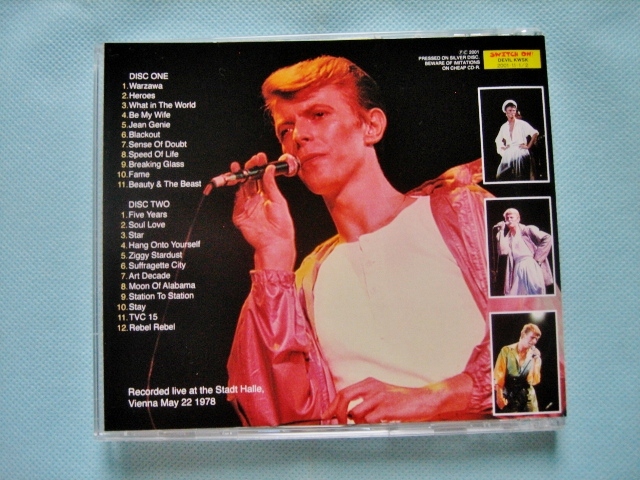 DISC ONE
1. Warzawa
2. Heroes
3. What in The World
4. Be My Wife
5. Jean Genie
6. Blackout
7. Sense Of Doubt
8. Speed Of Life
9. Breaking Glass
10. Fame
11. Beauty & The Beast
DISC TWO
1. Five Years
2. Soul Love
3. Star
4. Hang Onto Yourself
5. Ziggy Stardust
6. Suffragette City
7. Art Decade
8. Moon Of Alabama
9. Station To Station
10. Stay
11. TVC 15
12. Rebel Rebel
Recorded live at the Stadt Halle,
Vienna May 22 1978
2001
PRESSED ON SILVER DISC.
BEWARE OF IMITATIONS
ON CHEAP CD-R.
SWITCH ON!
DEVIL KWSK